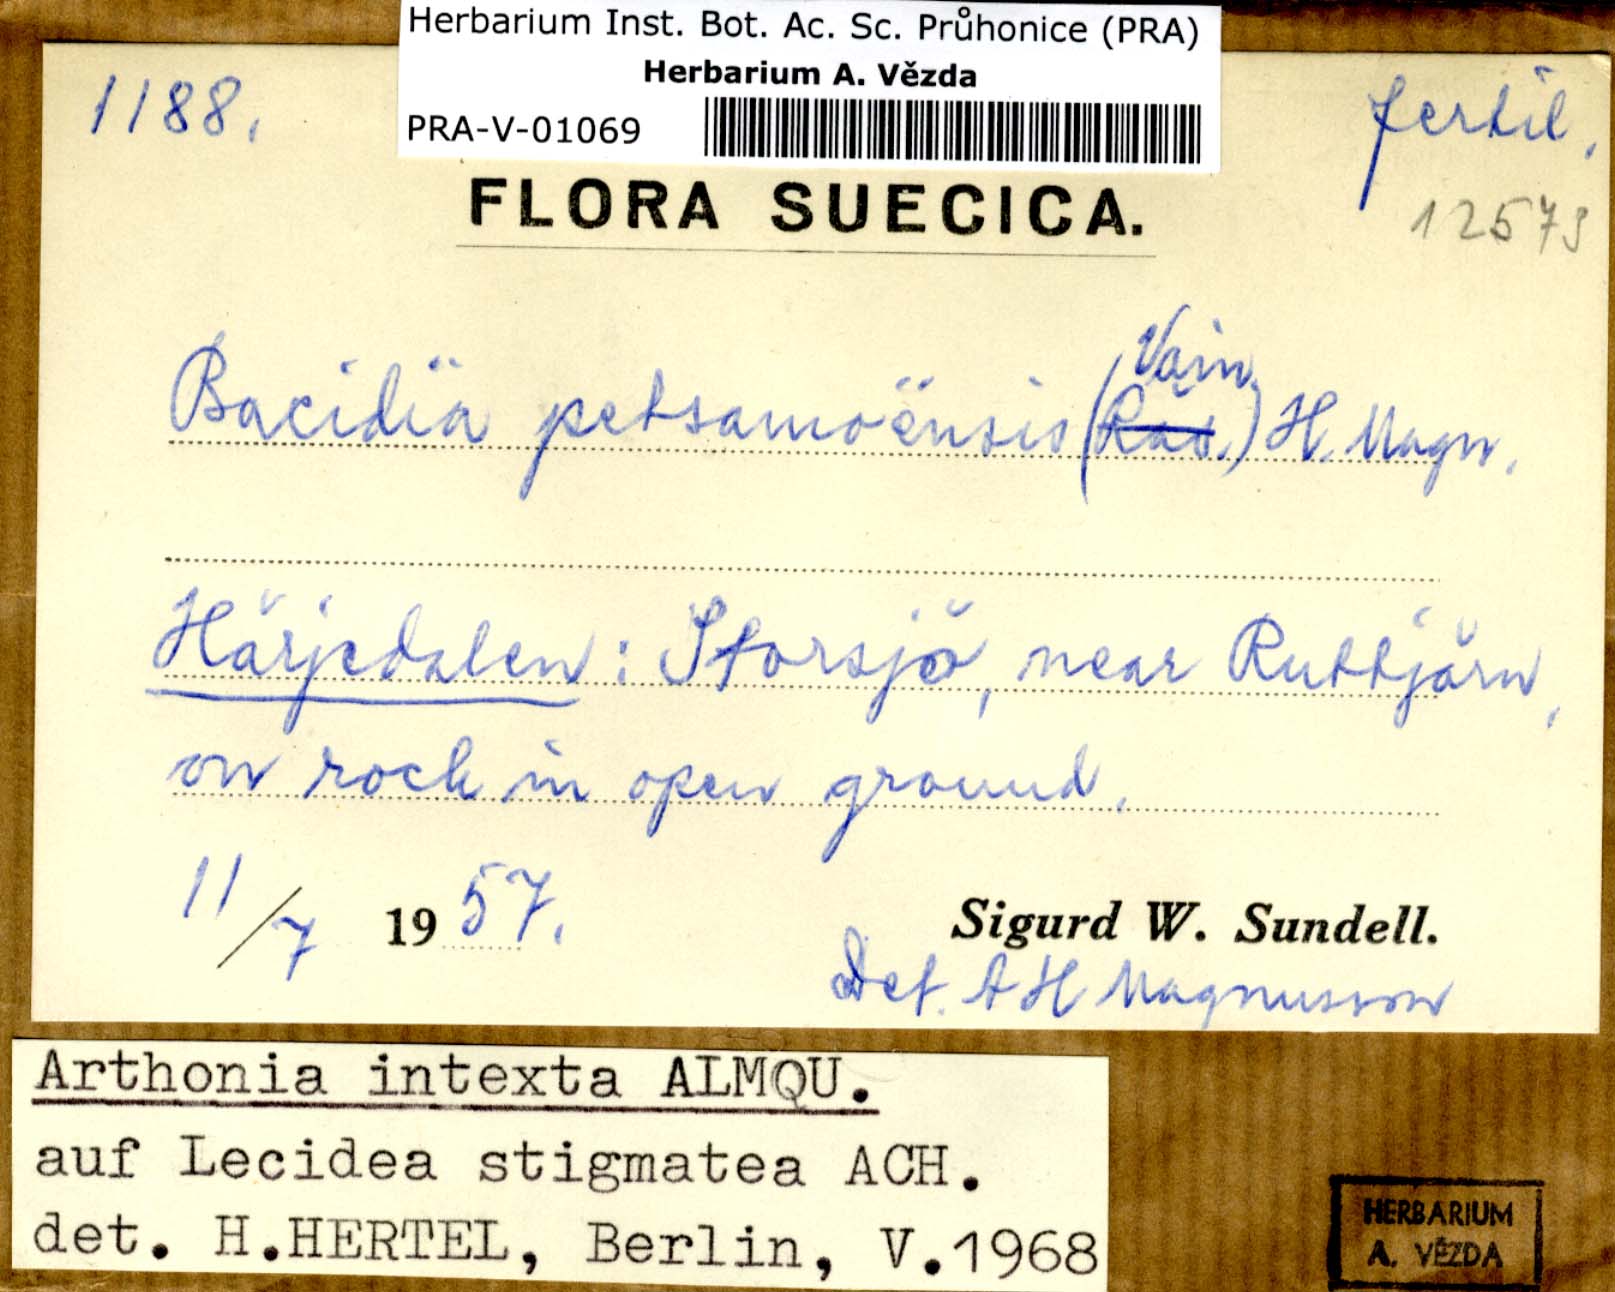 Herbarium Inst. Bot. Ac. Sc. Průhonice (PRA)
Herbarium A. Vězda
PRA-V-01069
1188.
fertil.
12573
FLORA SUECICA.
Vain.
Bacidia petsamoënsis (Räs.) H. Magn.
Härjedalen: Storsjö, near Ruttjärn,
on rock in open ground.
11/7 1957.
Sigurd W. Sundell.
Det. A H Magnusson
Arthonia intexta ALMQU.
auf Lecidea stigmatea ACH.
det. H.HERTEL, Berlin, V.1968
HERBARIUM
A. VĚZDA